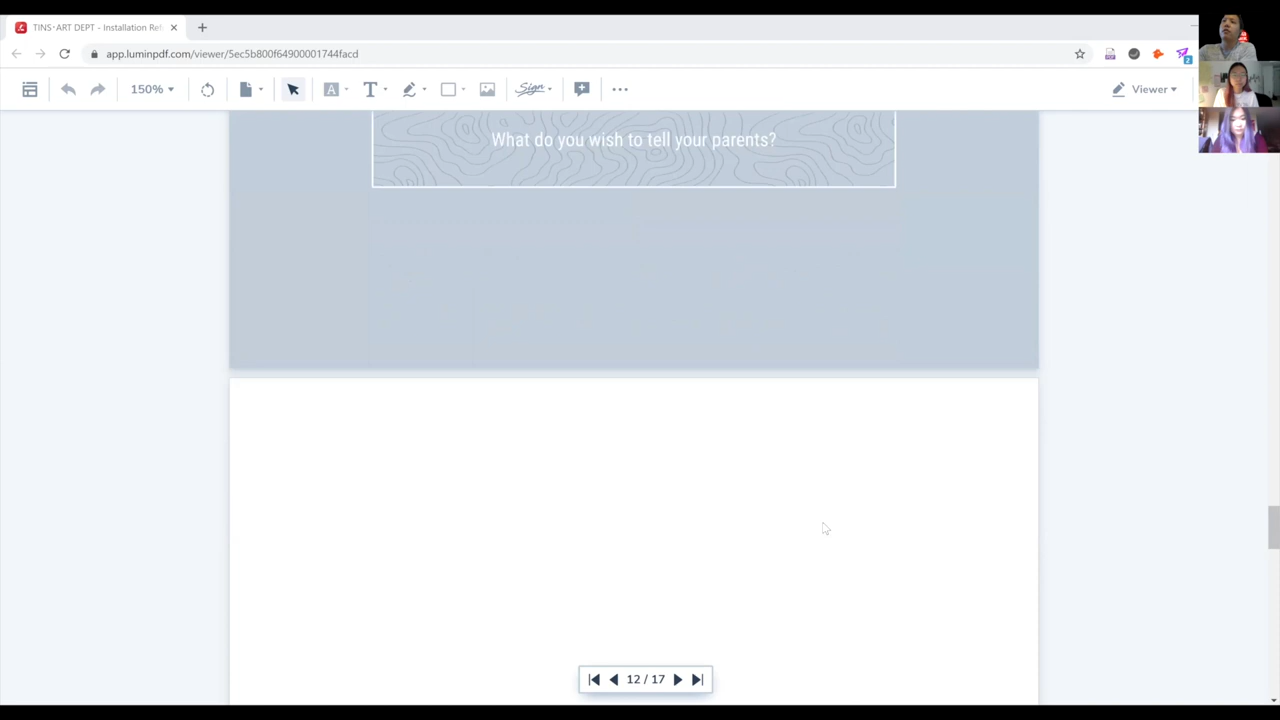 TINS･ART DEPT - Installation Ref
app.luminpdf.com/viewer/5ec5b800f64900001744facd
150%
A
T
Sign
Viewer
2
What do you wish to tell your parents?
12 / 17